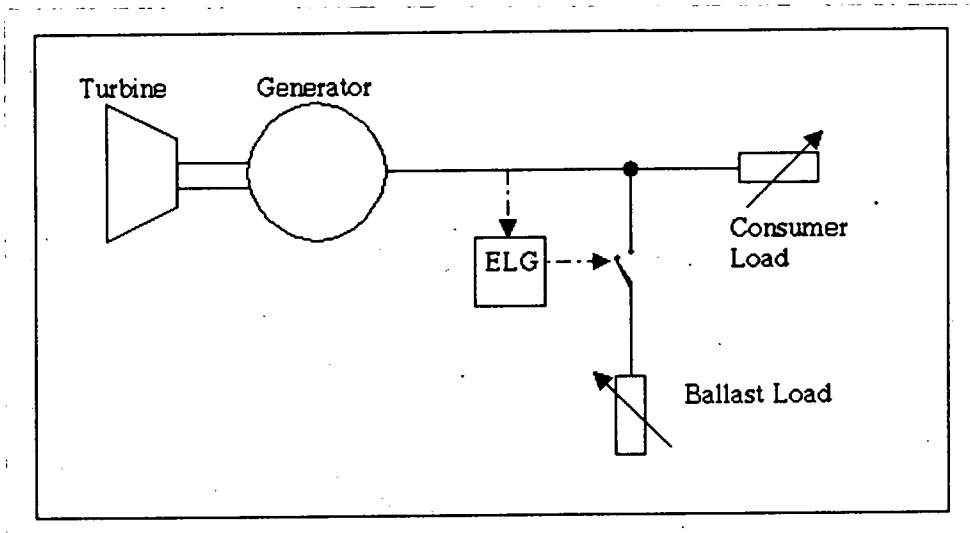 Turbine
Generator
ELG
Consumer
Load
Ballast Load